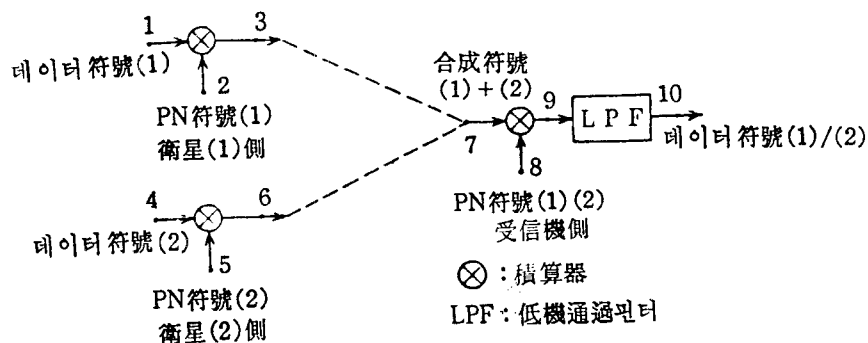 1
3
데이터符號(1)
2
PN符號(1)
衛星(1)側
4
6
데이터符號(2)
5
PN符號(2)
衛星(2)側
合成符號
(1)+(2)
7
9
LPF
10
데이터符號(1)/(2)
8
PN符號(1)(2)
受信機側
⊗:積算器
LPF:低機通過핀터